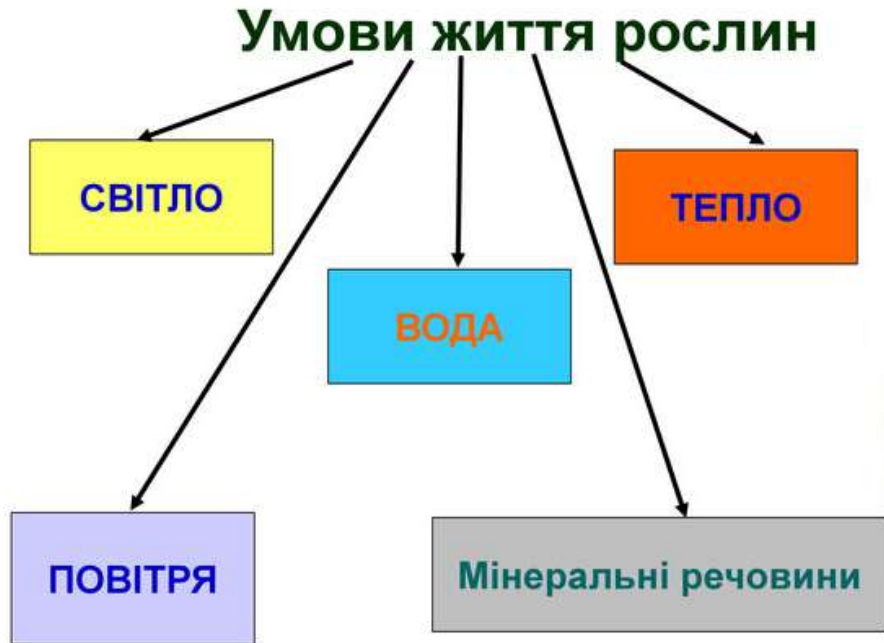 Умови життя рослин
СВІТЛО
ТЕПЛО
ВОДА
ПОВІТРЯ
Мінеральні речовини